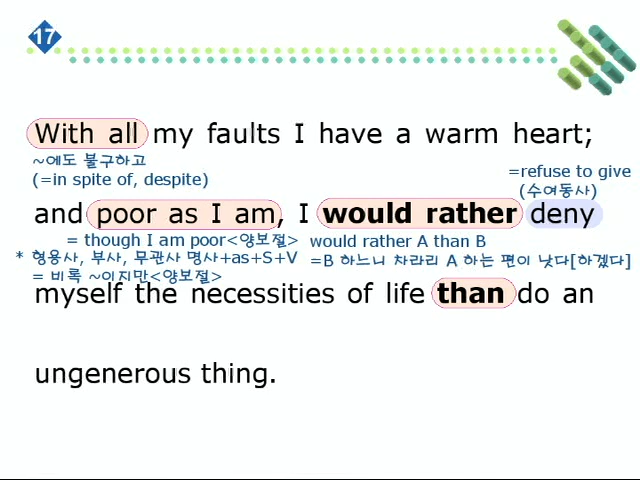 17
With all my faults I have a warm heart;
~에도 불구하고
(=in spite of, despite)
=refuse to give
(수여동사)
and poor as I am, I would rather deny
= though I am poor<양보절>
would rather A than B
* 형용사, 부사, 무관사 명사+as+S+V
=B 하느니 차라리 A 하는 편이 낫다[하겠다]
= 비록 ~이지만<양보절>
myself the necessities of life than do an
ungenerous thing.